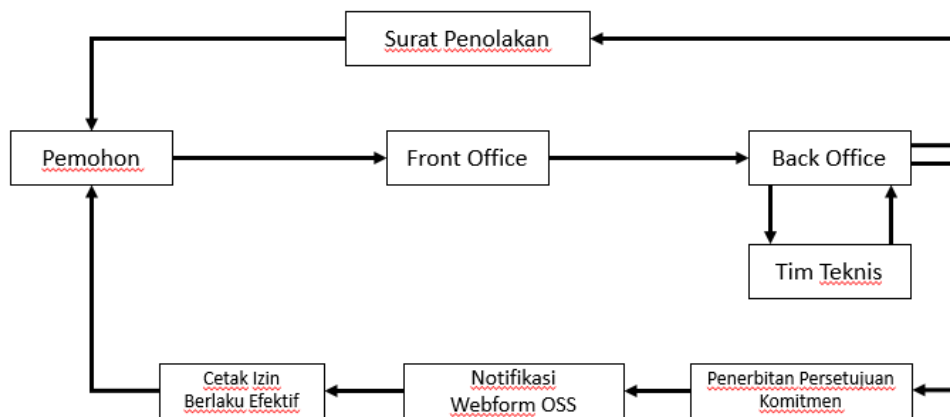 Surat Penolakan
Pemohon
Front Office
Back Office
Tim Teknis
Cetak Izin
Berlaku Efektif
Notifikasi
Webform OSS
Penerbitan Persetujuan
Komitmen